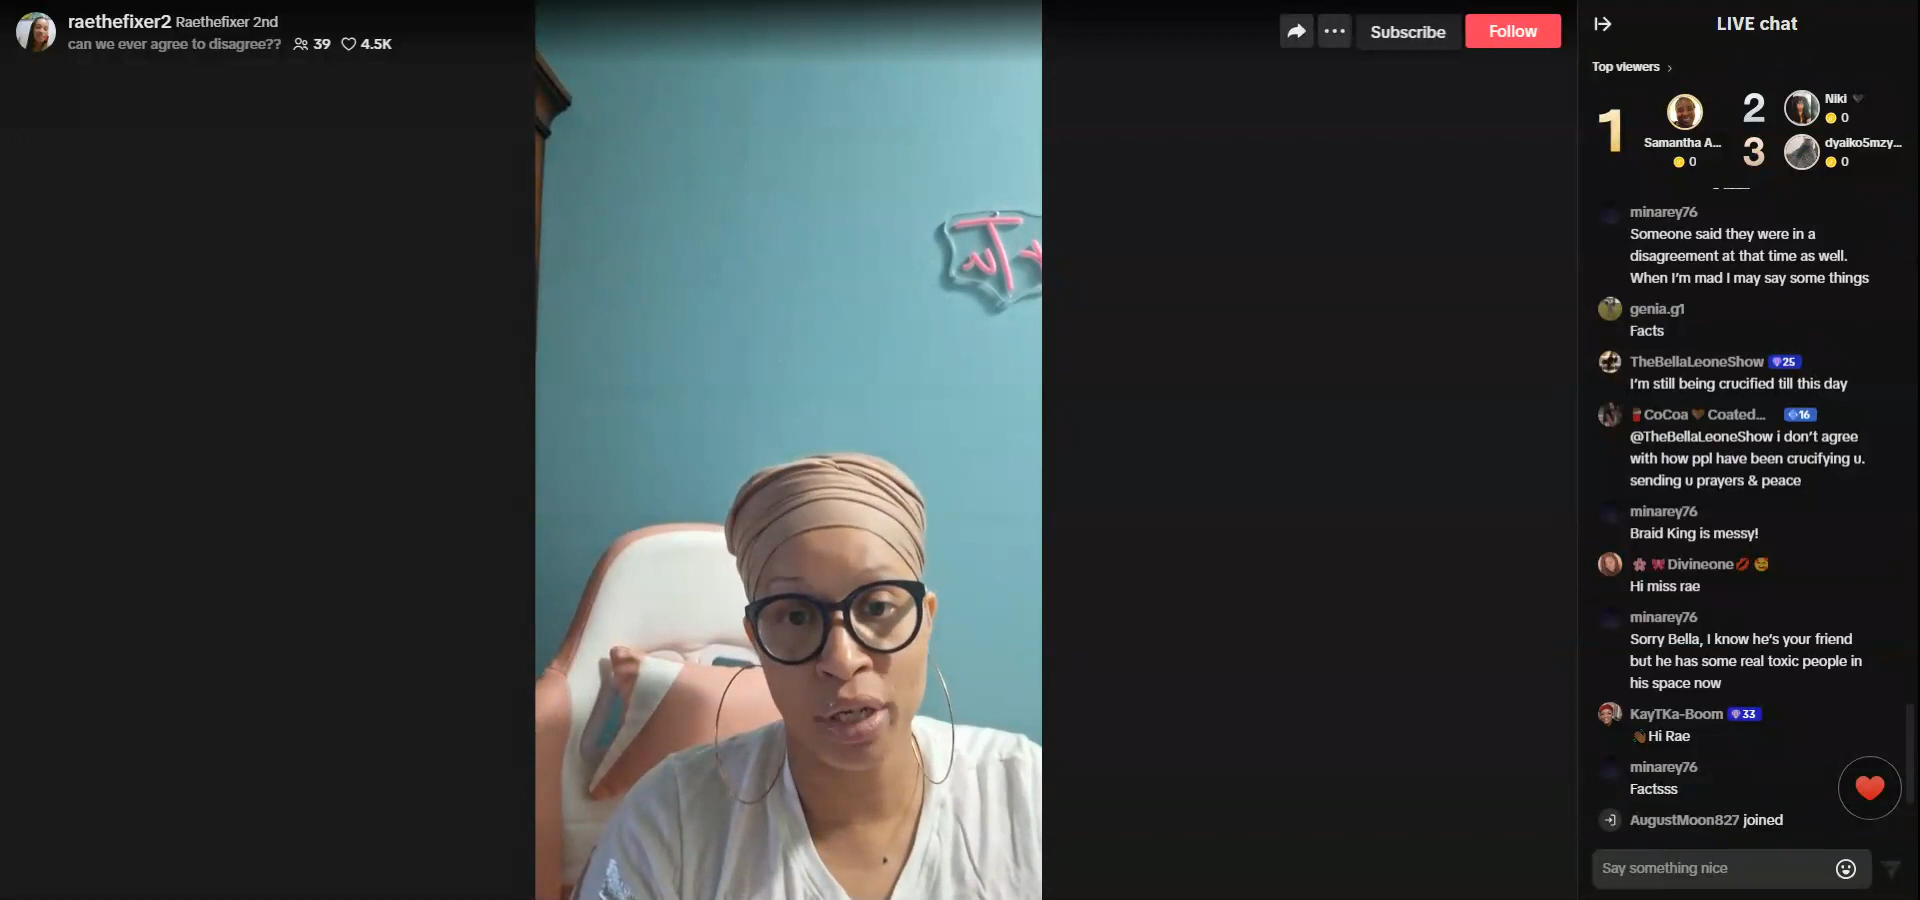 raethefixer2 Raethefixer 2nd
can we ever agree to disagree?? 39 4.5K
Subscribe
Follow
LIVE chat
Top viewers
1
Samantha A...
0
2
Niki
0
3
dyaiko5mzy...
0
minarey76
Someone said they were in a
disagreement at that time as well.
When I'm mad I may say some things
genia.g1
Facts
TheBellaLeoneShow 25
I'm still being crucified till this day
CoCoa🤎Coated... 16
@TheBellaLeoneShow i don't agree
with how ppl have been crucifying u.
sending u prayers & peace
minarey76
Braid King is messy!
🌸🎀Divineone💋🥰
Hi miss rae
minarey76
Sorry Bella, I know he's your friend
but he has some real toxic people in
his space now
KayTKa-Boom 33
👋🏾Hi Rae
minarey76
Factsss
AugustMoon827 joined
Say something nice